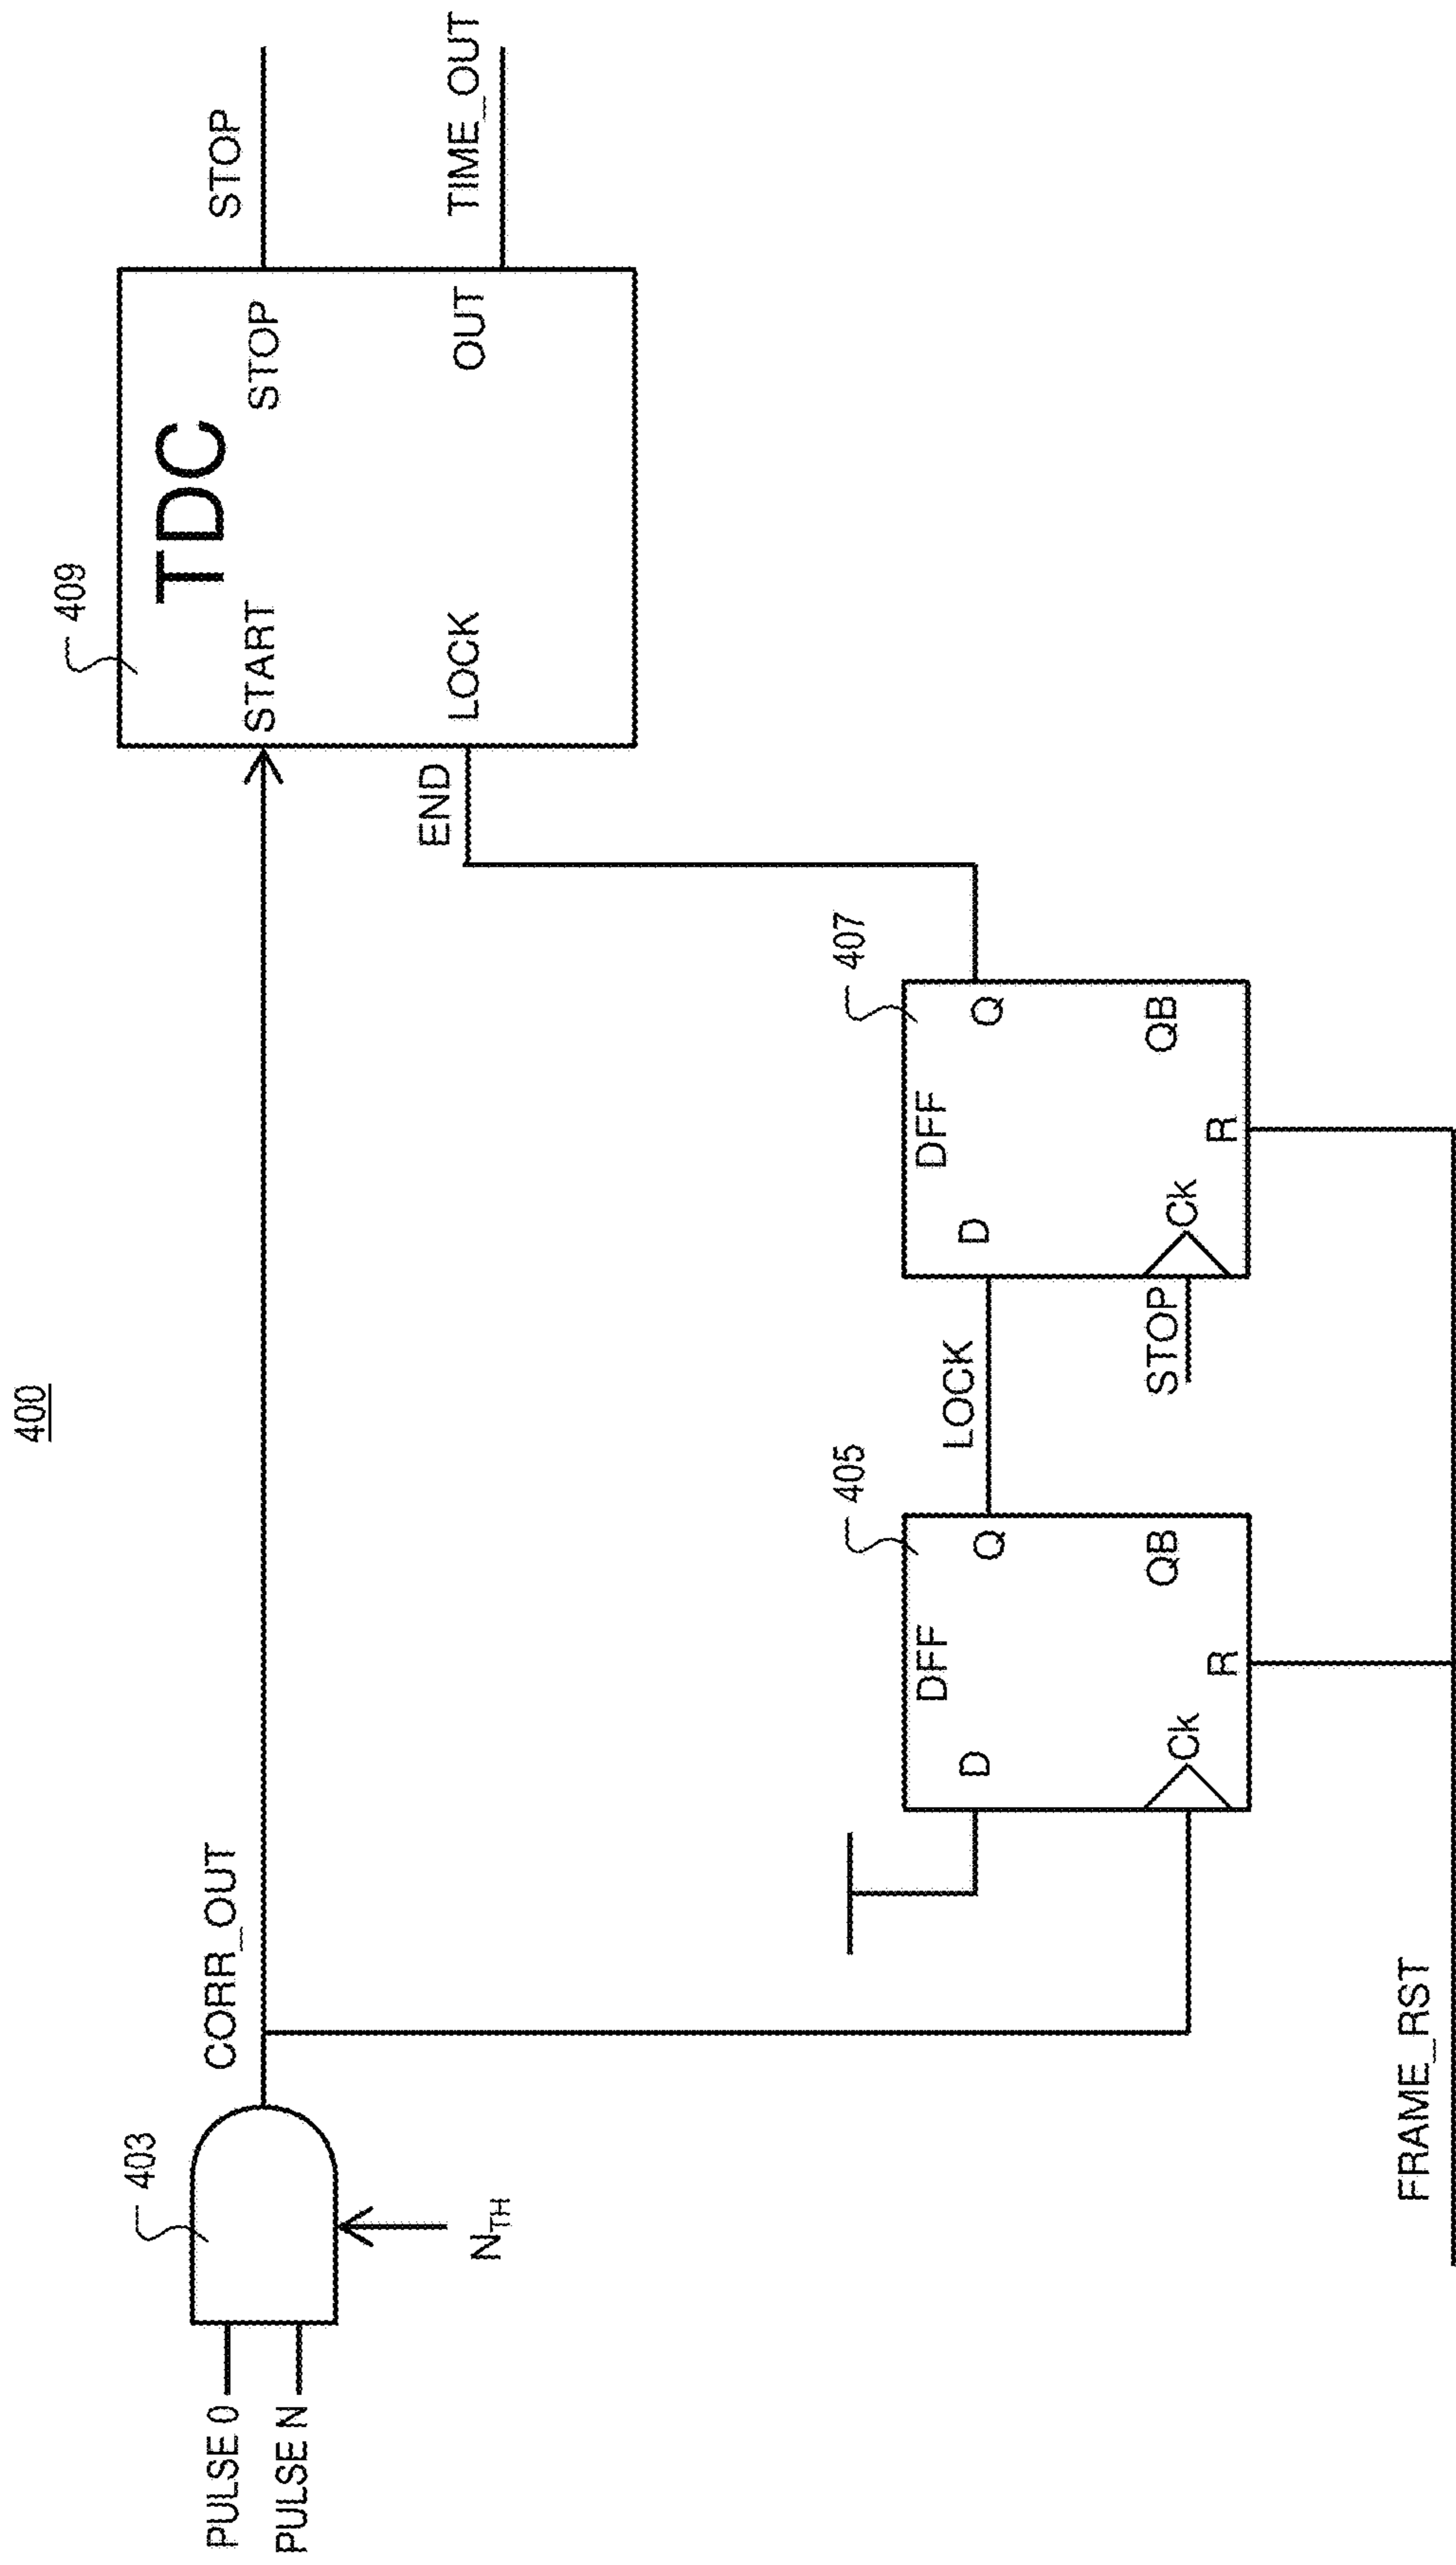 400
PULSE 0
PULSE N
403
N_TH
CORR_OUT
409
TDC
START
STOP
LOCK
OUT
STOP
TIME_OUT
END
405
DFF
D
Q
Ck
QB
R
LOCK
STOP
407
DFF
D
Q
Ck
QB
R
FRAME_RST